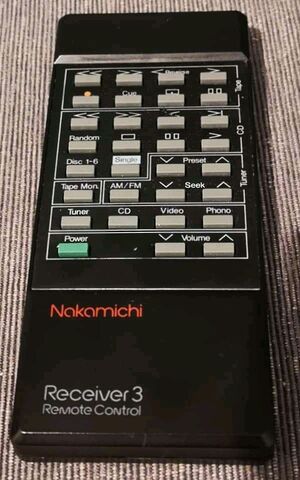 Reverse
Cue
Tape
Random
CD
Disc 1-6
Single
Preset
Tape Mon.
AM/FM
Seek
Tuner
Tuner
CD
Video
Phono
Power
Volume
Nakamichi
Receiver 3
Remote Control